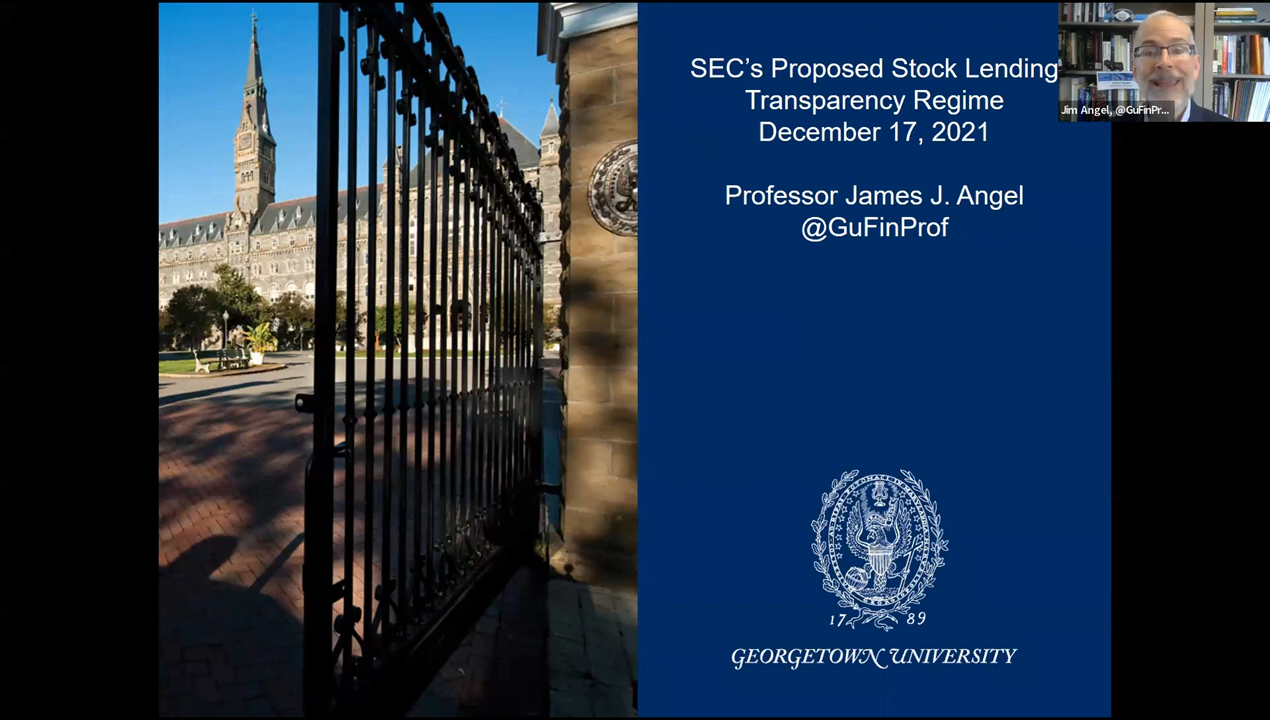 SEC's Proposed Stock Lending
Transparency Regime
December 17, 2021
Professor James J. Angel
@GuFinProf
Jim Angel, @GuFinPr...
17 89
GEORGETOWN UNIVERSITY